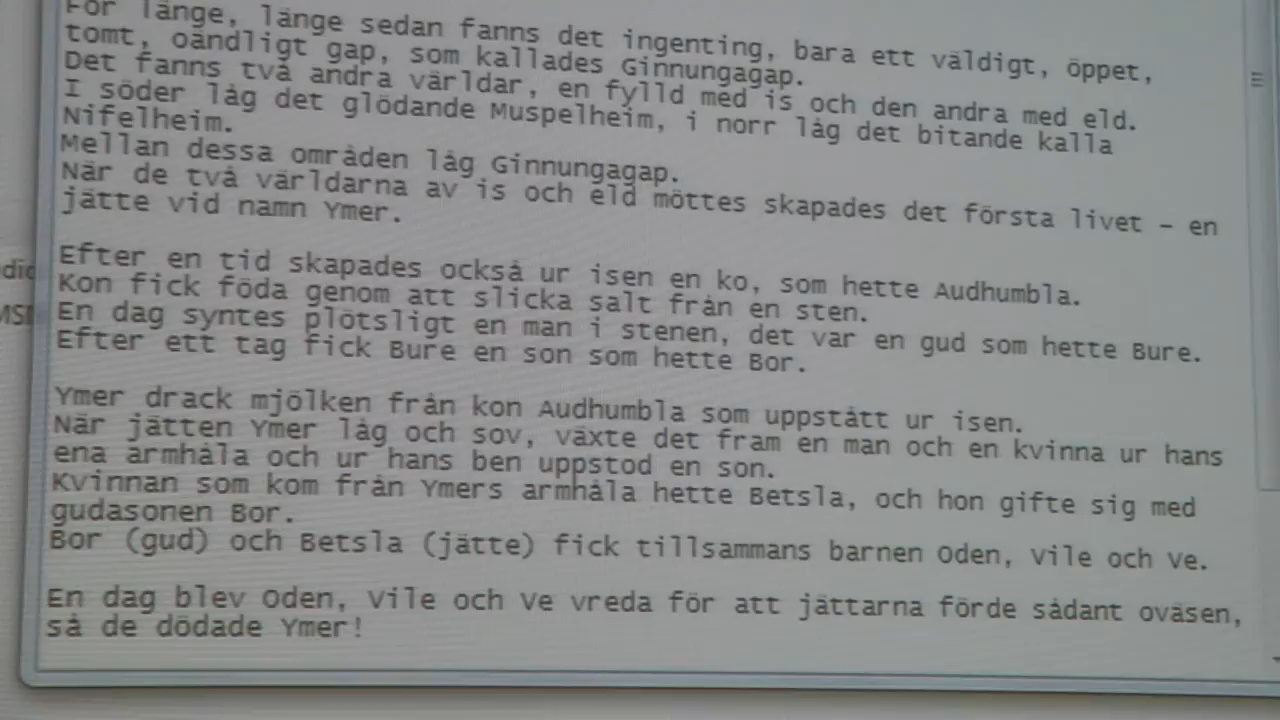 För länge, länge sedan fanns det ingenting, bara ett väldigt, öppet,
tomt, oändligt gap, som kallades Ginnungagap.
Det fanns två andra världar, en fylld med is och den andra med eld.
I söder låg det glödande Muspelheim, i norr låg det bitande kalla
Nifelheim.
Mellan dessa områden låg Ginnungagap.
När de två världarna av is och eld möttes skapades det första livet - en
jätte vid namn Ymer.
Efter en tid skapades också ur isen en ko, som hette Audhumbla.
Kon fick föda genom att slicka salt från en sten.
En dag syntes plötsligt en man i stenen, det var en gud som hette Bure.
Efter ett tag fick Bure en son som hette Bor.
Ymer drack mjölken från kon Audhumbla som uppstått ur isen.
När jätten Ymer låg och sov, växte det fram en man och en kvinna ur hans
ena armhåla och ur hans ben uppstod en son.
Kvinnan som kom från Ymers armhåla hette Betsla, och hon gifte sig med
gudasonen Bor.
Bor (gud) och Betsla (jätte) fick tillsammans barnen Oden, Vile och Ve.
En dag blev Oden, Vile och Ve vreda för att jättarna förde sådant oväsen,
så de dödade Ymer!